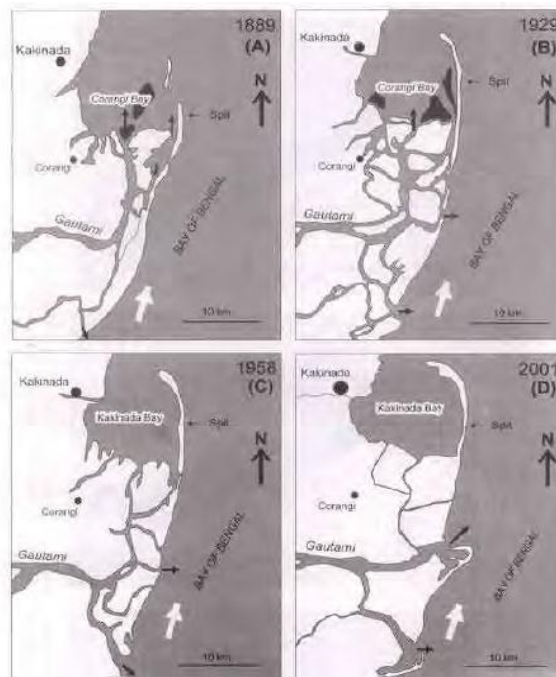 1889
(A)
Kakinada
Corangi Bay
Spit
N
Corangi
Gautami
BAY OF BENGAL
10 km
1929
(B)
Kakinada
Corangi Bay
Spit
N
Corangi
Gautami
BAY OF BENGAL
10 km
1958
(C)
Kakinada
Kakinada Bay
Spit
N
Corangi
Gautami
BAY OF BENGAL
10 km
2001
(D)
Kakinada
Kakinada Bay
Spit
N
Corangi
Gautami
BAY OF BENGAL
10 km